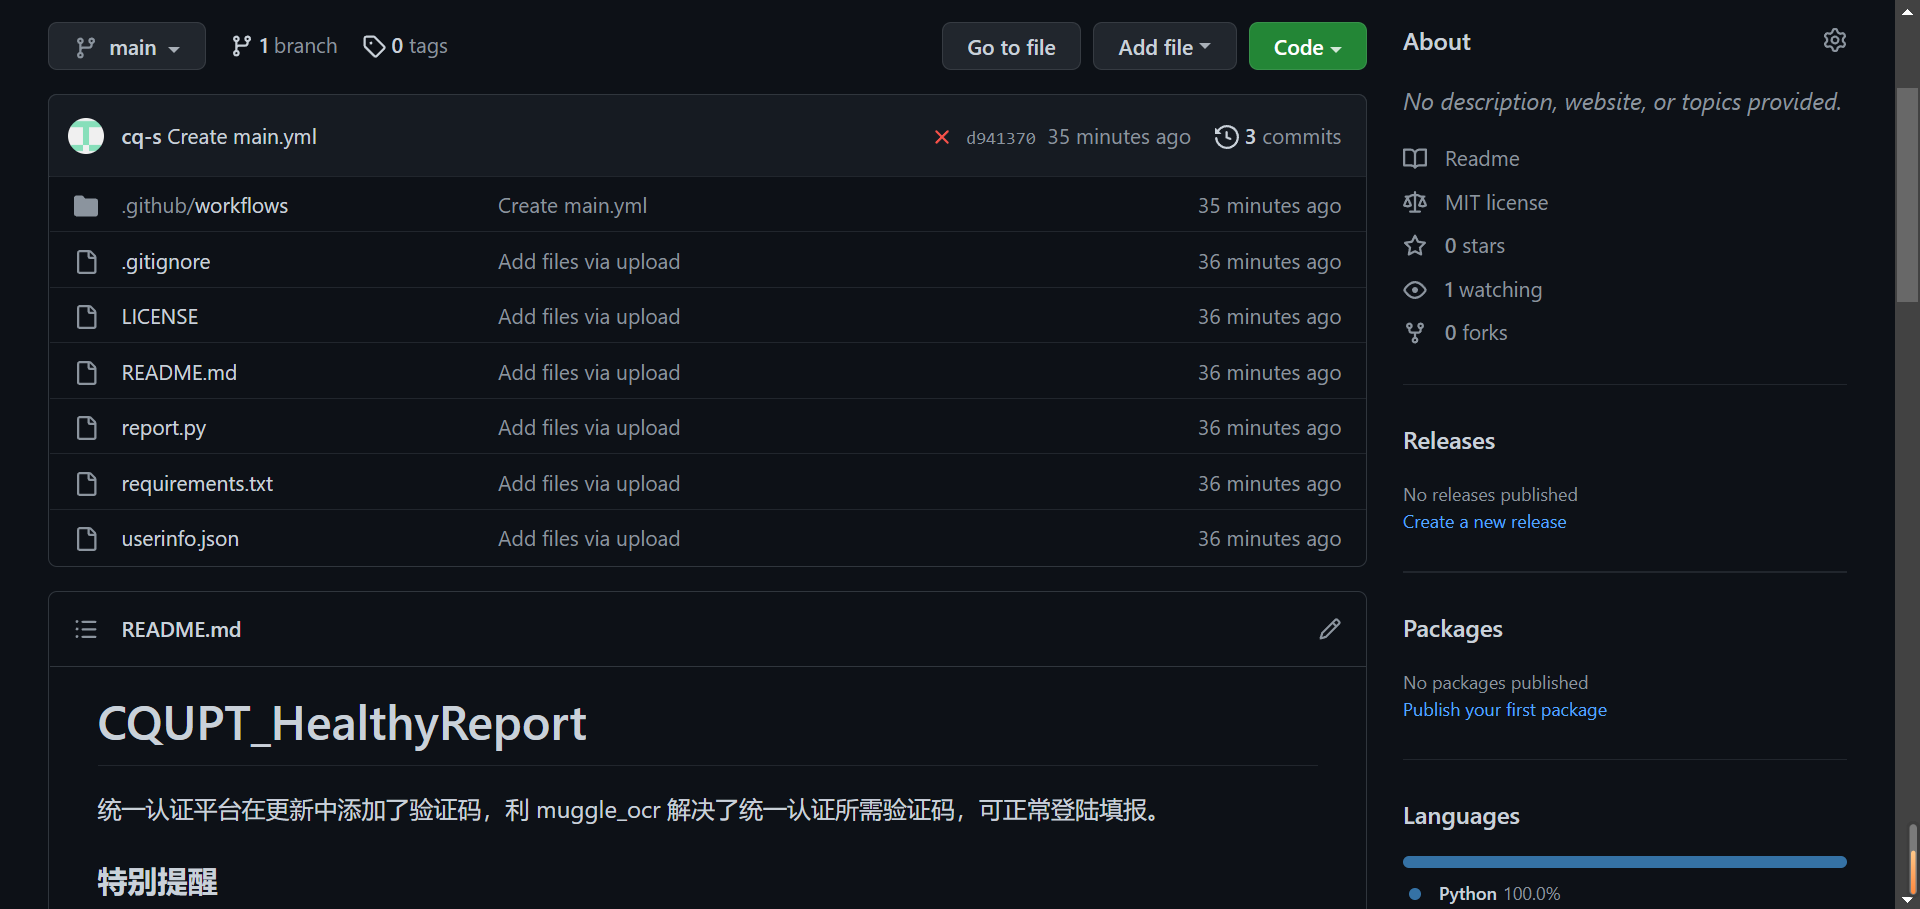 main
1 branch
0 tags
Go to file
Add file
Code
cq-s Create main.yml
d941370 35 minutes ago
3 commits
.github/workflows Create main.yml 35 minutes ago
.gitignore Add files via upload 36 minutes ago
LICENSE Add files via upload 36 minutes ago
README.md Add files via upload 36 minutes ago
report.py Add files via upload 36 minutes ago
requirements.txt Add files via upload 36 minutes ago
userinfo.json Add files via upload 36 minutes ago
README.md
CQUPT_HealthyReport
统一认证平台在更新中添加了验证码，利 muggle_ocr 解决了统一认证所需验证码，可正常登陆填报。
特别提醒
About
No description, website, or topics provided.
Readme
MIT license
0 stars
1 watching
0 forks
Releases
No releases published
Create a new release
Packages
No packages published
Publish your first package
Languages
Python 100.0%